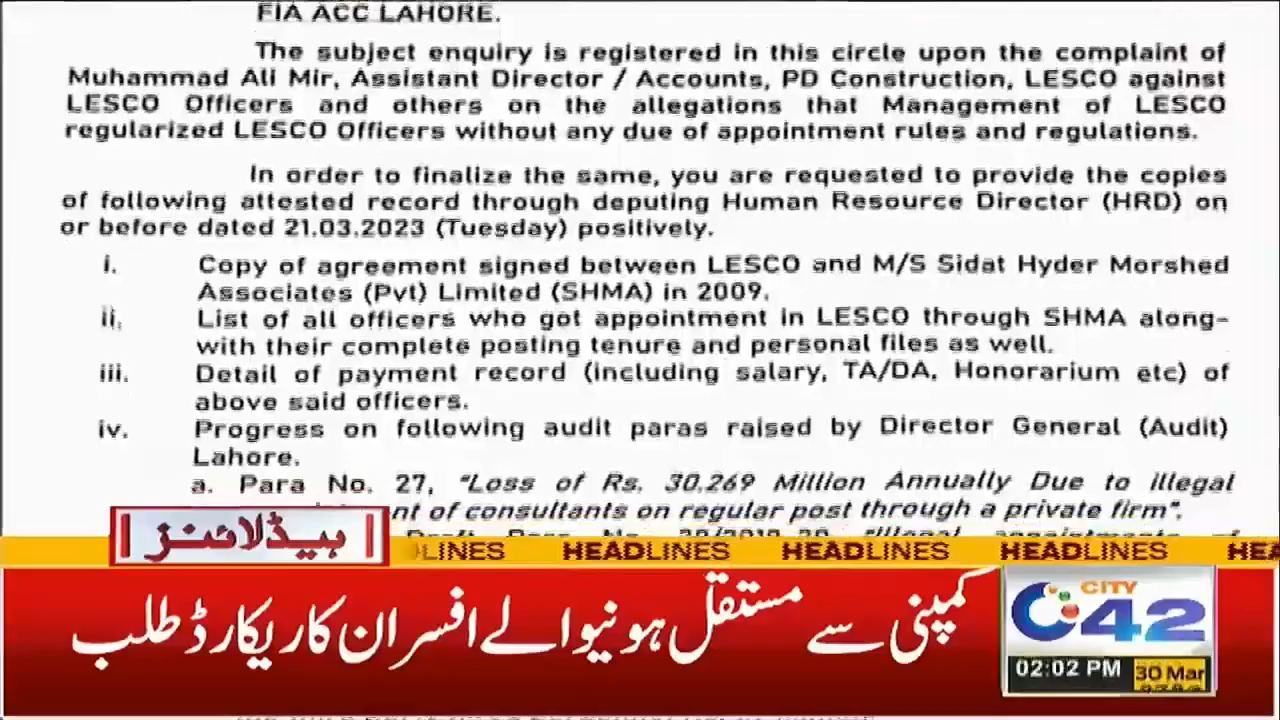 FIA ACC LAHORE.
The subject enquiry is registered in this circle upon the complaint of
Muhammad Ali Mir, Assistant Director / Accounts, PD Construction, LESCO against
LESCO Officers and others on the allegations that Management of LESCO
regularized LESCO Officers without any due of appointment rules and regulations.
In order to finalize the same, you are requested to provide the copies
of following attested record through deputing Human Resource Director (HRD) on
or before dated 21.03.2023 (Tuesday) positively.
i. Copy of agreement signed between LESCO and M/S Sidat Hyder Morshed
Associates (Pvt) Limited (SHMA) in 2009.
ii. List of all officers who got appointment in LESCO through SHMA along-
with their complete posting tenure and personal files as well.
iii. Detail of payment record (including salary, TA/DA, Honorarium etc) of
above said officers.
iv. Progress on following audit paras raised by Director General (Audit)
Lahore.
a. Para No. 27, "Loss of Rs. 30.269 Million Annually Due to illegal
of consultants on regular post through a private firm".
ہیڈلائنز
LINES HEADLINES HEADLINES HEADLINES HEA
کمپنی سے مستقل ہونیوالے افسران کا ریکارڈ طلب
CITY
42
02:02 PM 30 Mar